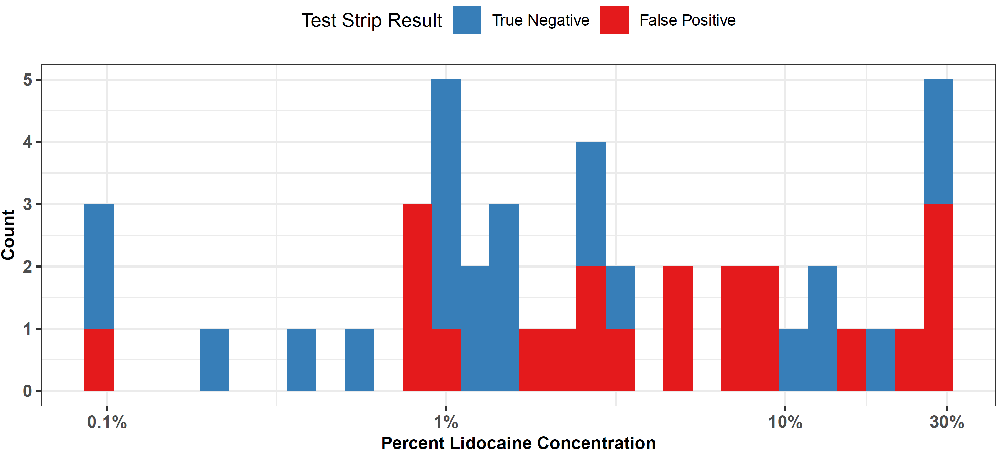 Test Strip Result True Negative False Positive
5
4
3
2
1
0
Count
0.1% 1% 10% 30%
Percent Lidocaine Concentration